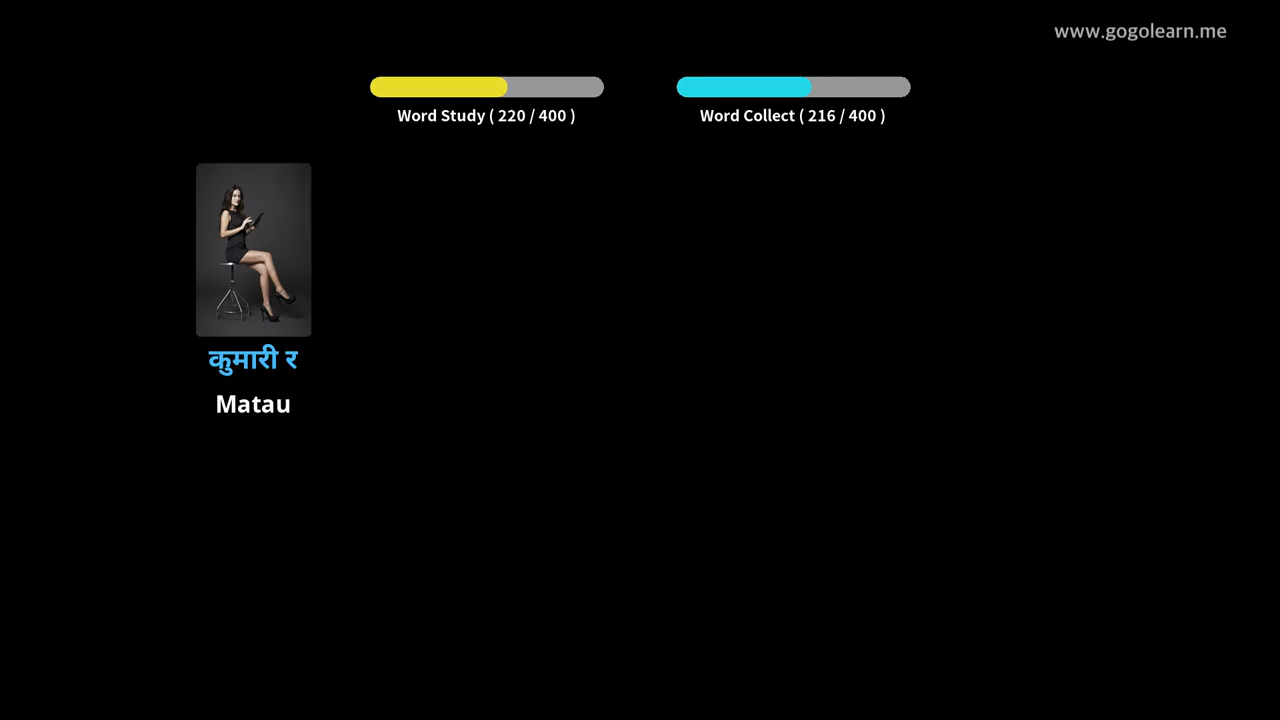 www.gogolearn.me
Word Study ( 220 / 400 )
Word Collect ( 216 / 400 )
कुमारी र
Matau